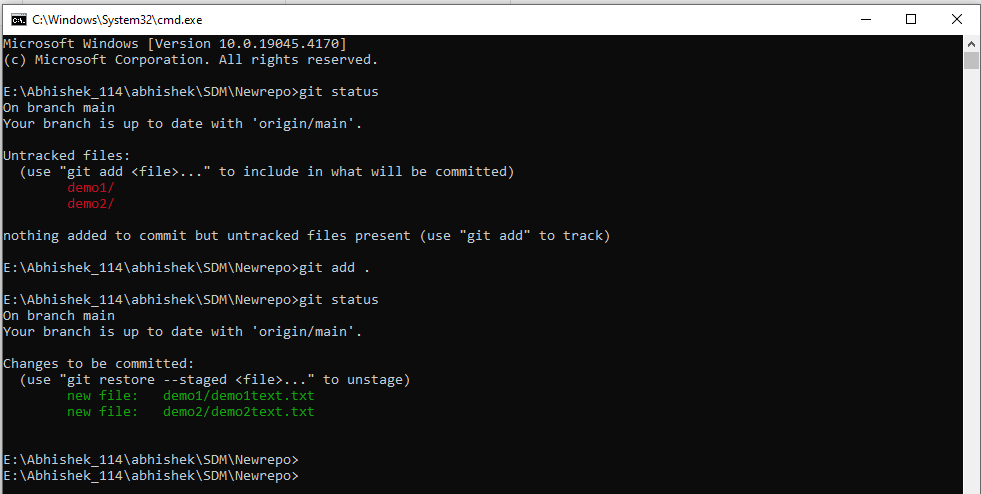 C:\Windows\System32\cmd.exe
Microsoft Windows [Version 10.0.19045.4170]
(c) Microsoft Corporation. All rights reserved.
E:\Abhishek_114\abhishek\SDM\Newrepo>git status
On branch main
Your branch is up to date with 'origin/main'.
Untracked files:
  (use "git add <file>..." to include in what will be committed)
        demo1/
        demo2/
nothing added to commit but untracked files present (use "git add" to track)
E:\Abhishek_114\abhishek\SDM\Newrepo>git add .
E:\Abhishek_114\abhishek\SDM\Newrepo>git status
On branch main
Your branch is up to date with 'origin/main'.
Changes to be committed:
  (use "git restore --staged <file>..." to unstage)
        new file:   demo1/demo1text.txt
        new file:   demo2/demo2text.txt
E:\Abhishek_114\abhishek\SDM\Newrepo>
E:\Abhishek_114\abhishek\SDM\Newrepo>